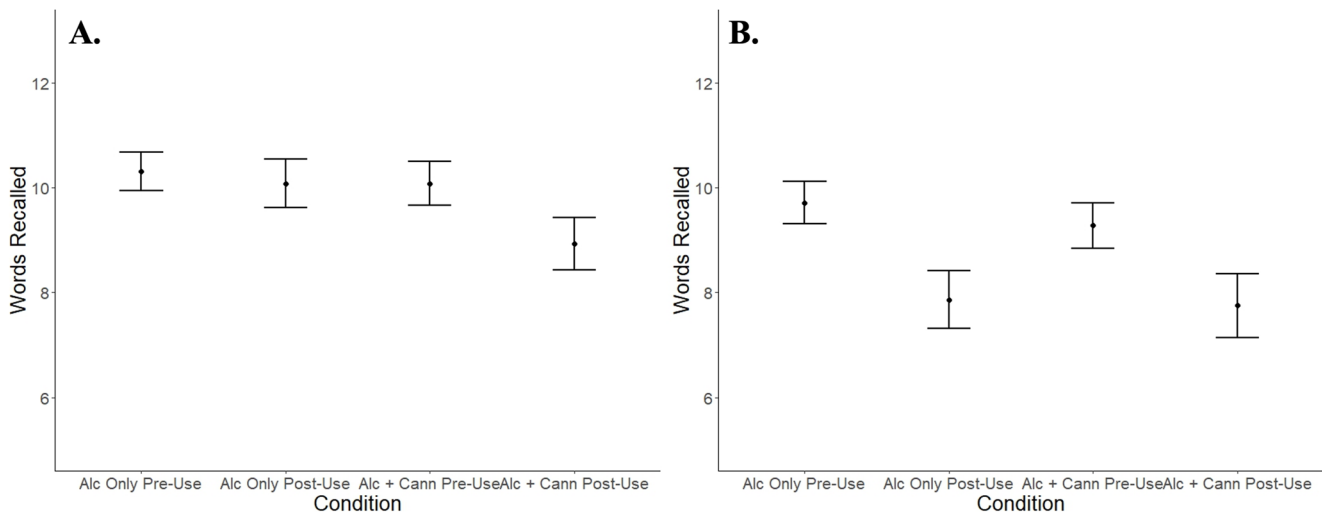 A.
Words Recalled
12
10
8
6
Alc Only Pre-Use
Alc Only Post-Use
Alc + Cann Pre-Use
Alc + Cann Post-Use
Condition
B.
Words Recalled
12
10
8
6
Alc Only Pre-Use
Alc Only Post-Use
Alc + Cann Pre-Use
Alc + Cann Post-Use
Condition